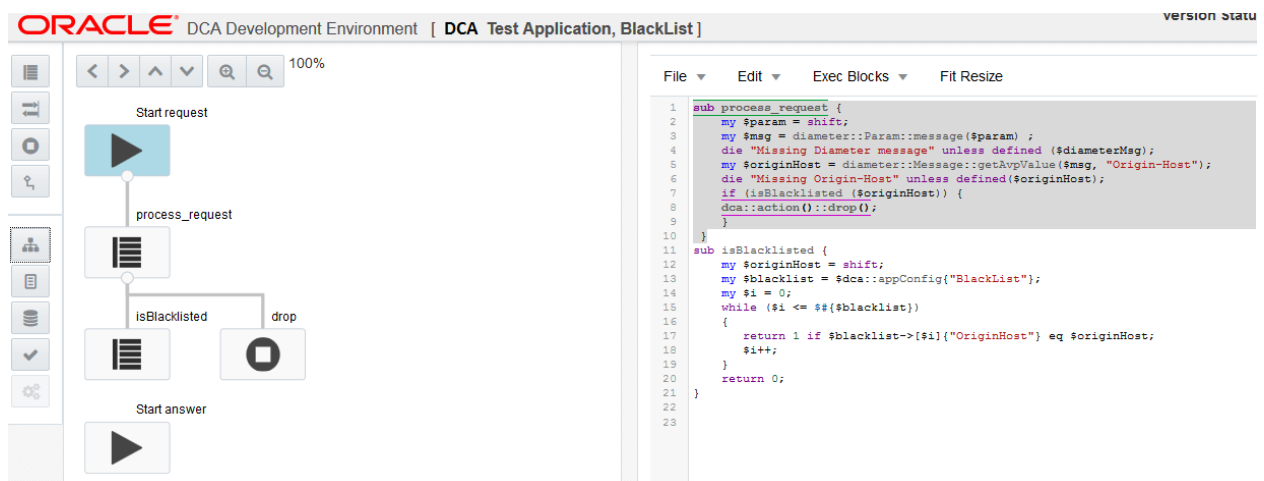 ORACLE® DCA Development Environment [ DCA Test Application, BlackList ]
Version Statu
100%
Start request
process_request
isBlacklisted drop
Start answer
File Edit Exec Blocks Fit Resize
1 sub process_request {
2 my $param = shift;
3 my $msg = diameter::Param::message($param) ;
4 die "Missing Diameter message" unless defined ($diameterMsg);
5 my $originHost = diameter::Message::getAvpValue($msg, "Origin-Host");
6 die "Missing Origin-Host" unless defined($originHost);
7 if (isBlacklisted ($originHost)) {
8 dca::action()::drop();
9 }
10 }
11 sub isBlacklisted {
12 my $originHost = shift;
13 my $blacklist = $dca::appConfig{"BlackList"};
14 my $i = 0;
15 while ($i <= $#{$blacklist})
16 {
17 return 1 if $blacklist->[$i]{"OriginHost"} eq $originHost;
18 $i++;
19 }
20 return 0;
21 }
22
23